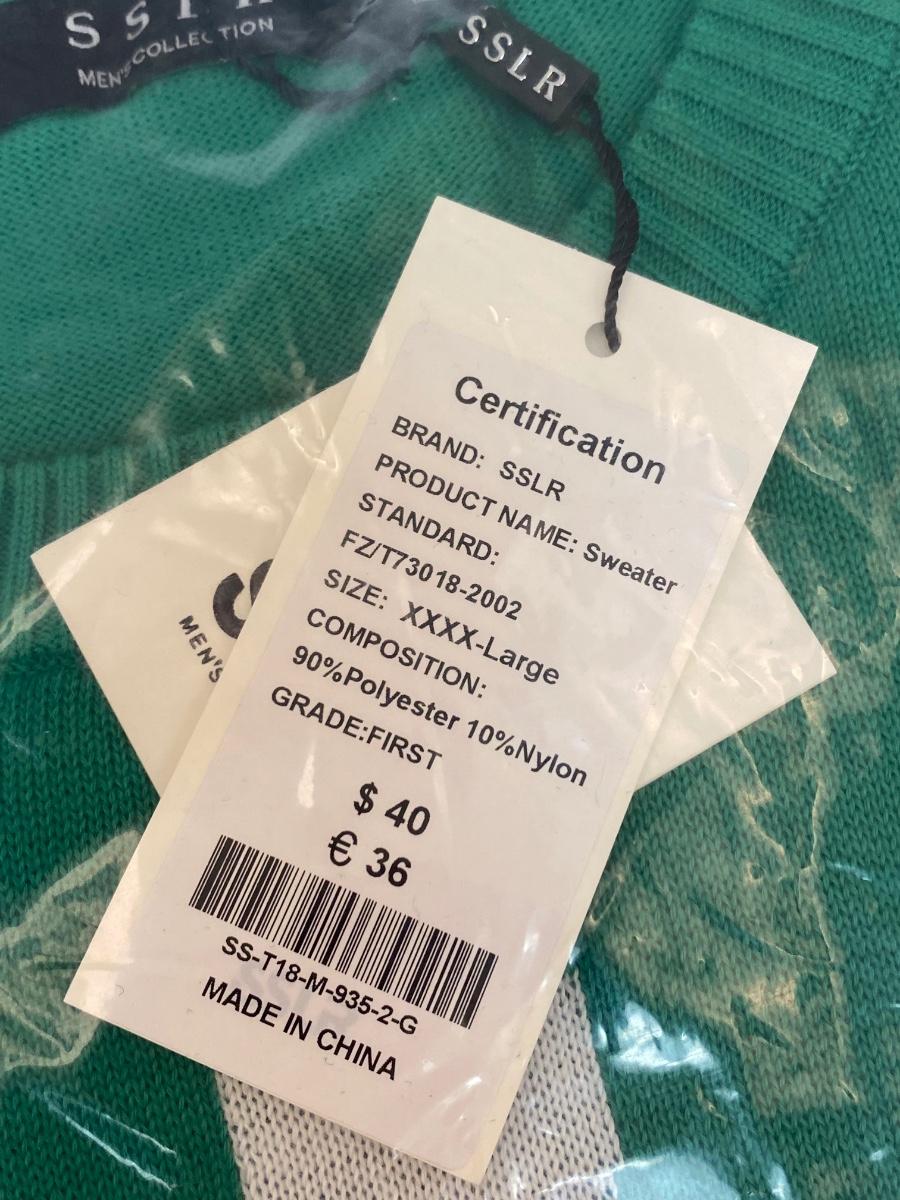 MEN'S COLLECTION
SSLR
Certification
BRAND: SSLR
PRODUCT NAME: Sweater
STANDARD:
FZ/T73018-2002
SIZE: XXXX-Large
COMPOSITION:
90%Polyester 10%Nylon
GRADE:FIRST
$ 40
€ 36
SS-T18-M-935-2-G
MADE IN CHINA
MEN'S